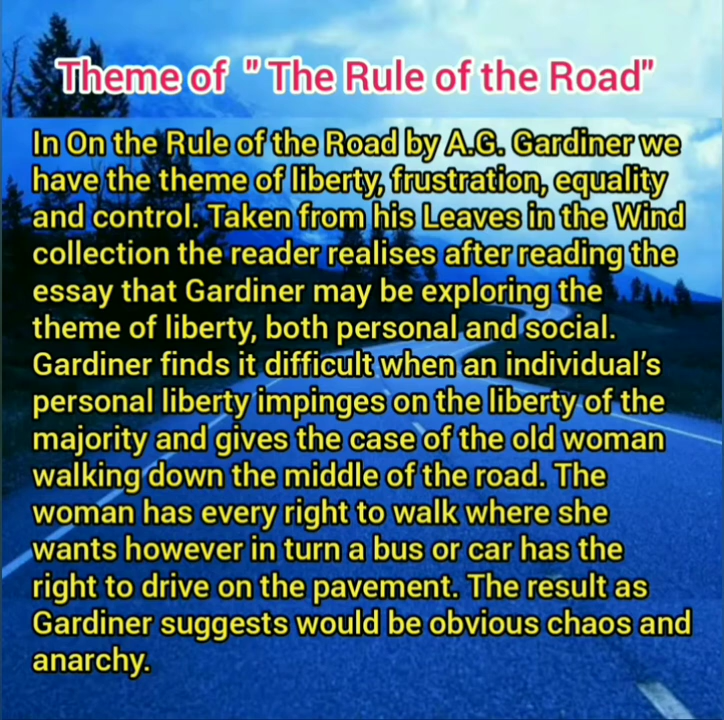 Theme of "The Rule of the Road"
In On the Rule of the Road by A.G. Gardiner we
have the theme of liberty, frustration, equality
and control. Taken from his Leaves in the Wind
collection the reader realises after reading the
essay that Gardiner may be exploring the
theme of liberty, both personal and social.
Gardiner finds it difficult when an individual's
personal liberty impinges on the liberty of the
majority and gives the case of the old woman
walking down the middle of the road. The
woman has every right to walk where she
wants however in turn a bus or car has the
right to drive on the pavement. The result as
Gardiner suggests would be obvious chaos and
anarchy.